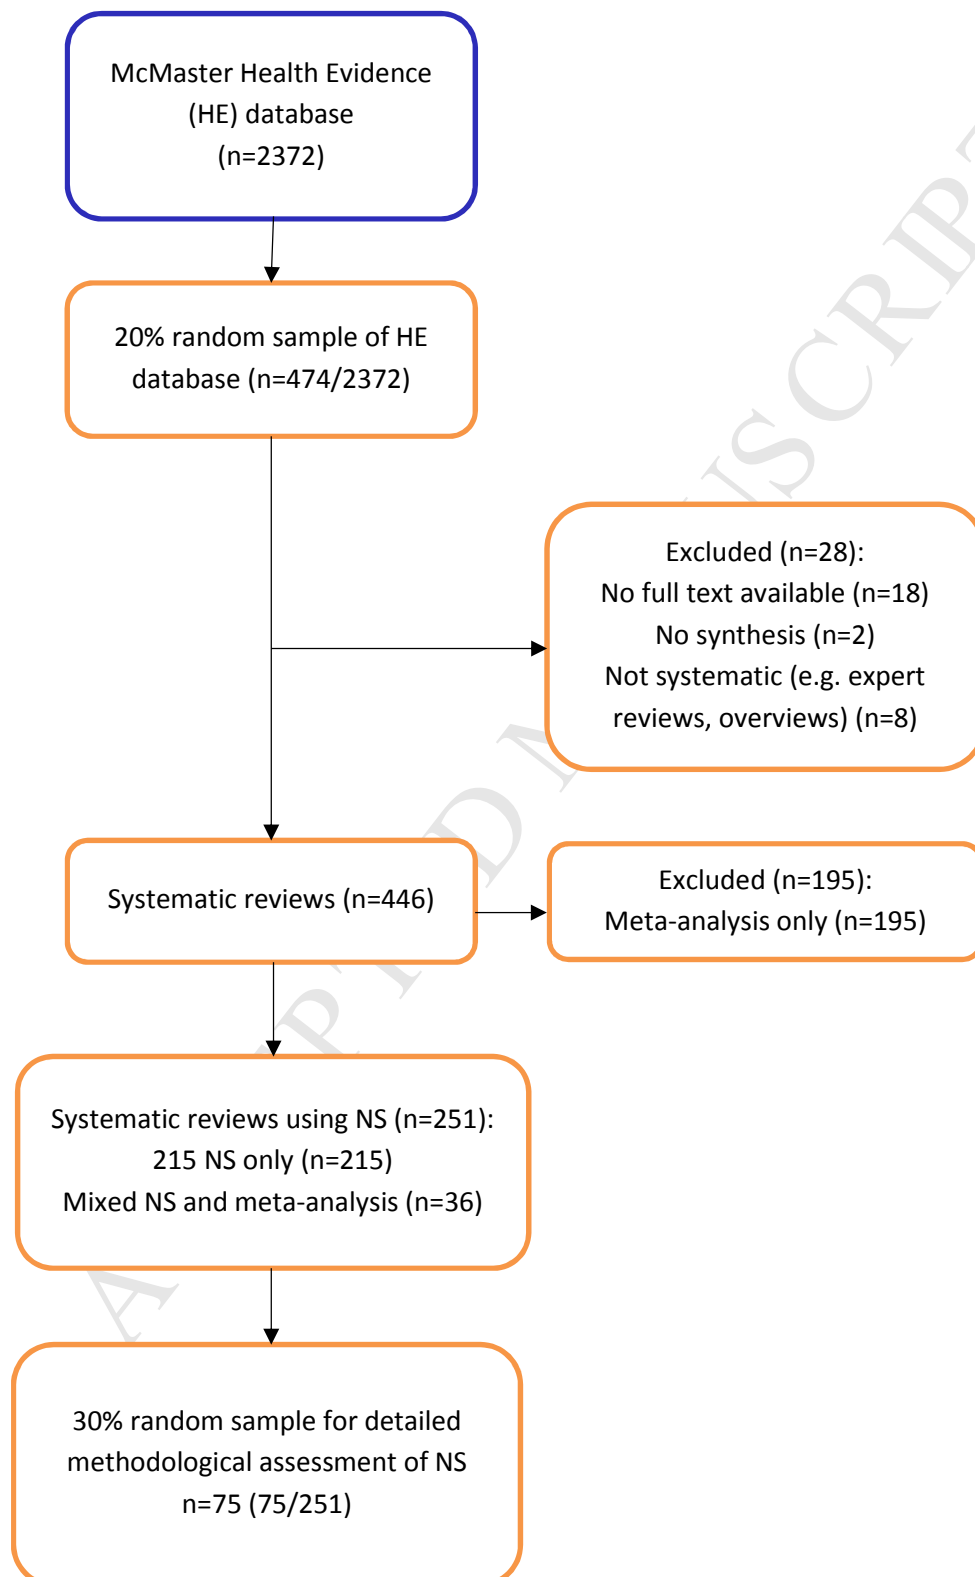 McMaster Health Evidence
(HE) database
(n=2372)
20% random sample of HE
database (n=474/2372)
Excluded (n=28):
No full text available (n=18)
No synthesis (n=2)
Not systematic (e.g. expert
reviews, overviews) (n=8)
Systematic reviews (n=446)
Excluded (n=195):
Meta-analysis only (n=195)
Systematic reviews using NS (n=251):
215 NS only (n=215)
Mixed NS and meta-analysis (n=36)
30% random sample for detailed
methodological assessment of NS
n=75 (75/251)